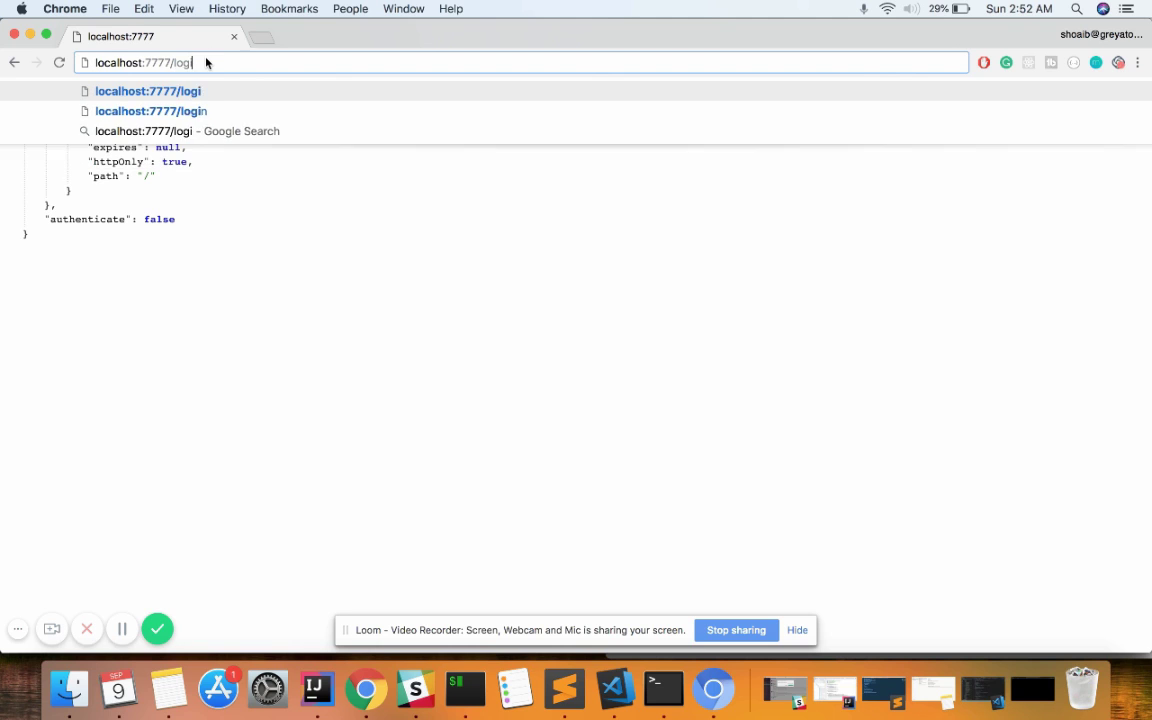 Chrome File Edit View History Bookmarks People Window Help 29% Sun 2:52 AM
localhost:7777 shoaib@greyato...
localhost:7777/logi
localhost:7777/logi
localhost:7777/login
localhost:7777/logi - Google Search
"expires": null,
"httpOnly": true,
"path": "/"
}
},
"authenticate": false
}
Loom - Video Recorder: Screen, Webcam and Mic is sharing your screen. Stop sharing Hide
SEP
9
1
IJ
S
$
S
>_